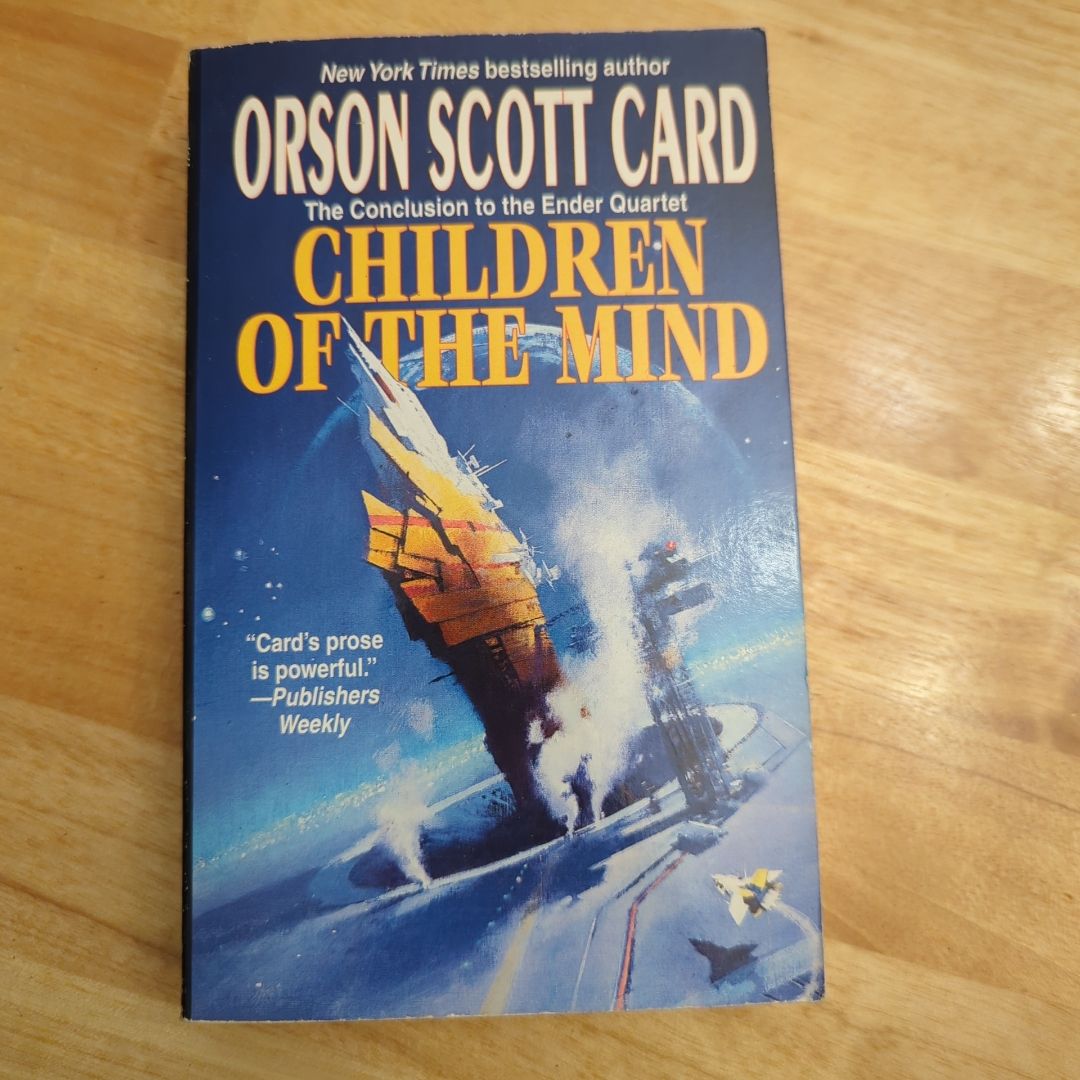 New York Times bestselling author
ORSON SCOTT CARD
The Conclusion to the Ender Quartet
CHILDREN
OF THE MIND
“Card’s prose
is powerful.”
—Publishers
Weekly